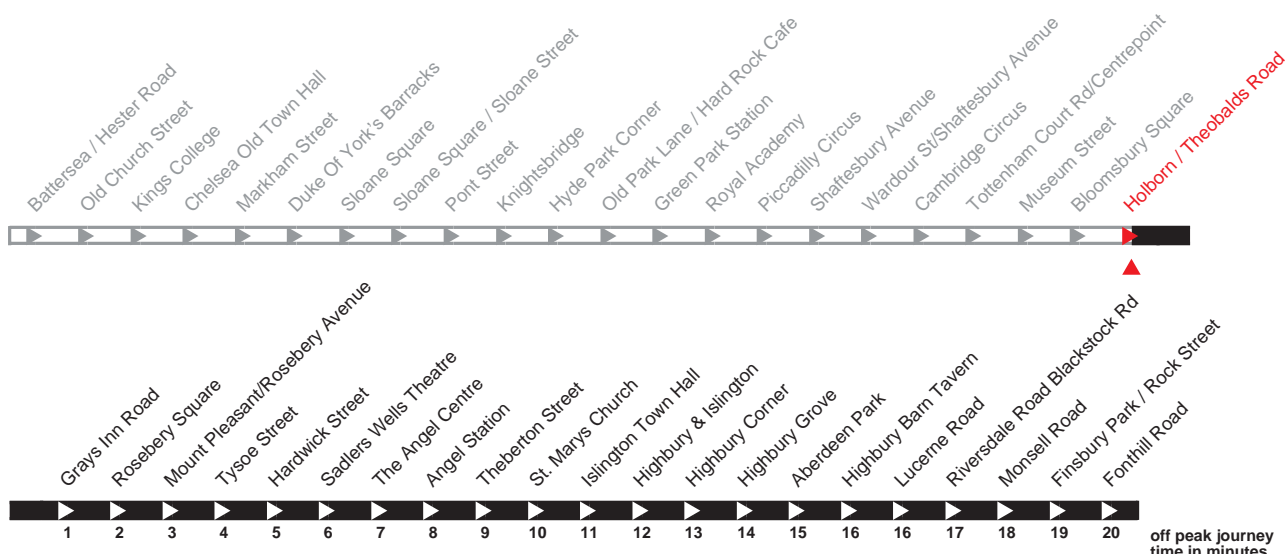 Battersea / Hester Road
Old Church Street
Kings College
Chelsea Old Town Hall
Markham Street
Duke Of York's Barracks
Sloane Square
Sloane Square / Sloane Street
Pont Street
Knightsbridge
Hyde Park Corner
Old Park Lane / Hard Rock Cafe
Green Park Station
Royal Academy
Piccadilly Circus
Shaftesbury Avenue
Wardour St/Shaftesbury Avenue
Cambridge Circus
Tottenham Court Rd/Centrepoint
Museum Street
Bloomsbury Square
Holborn / Theobalds Road
Grays Inn Road
Rosebery Square
Mount Pleasant/Rosebery Avenue
Tysoe Street
Hardwick Street
Sadlers Wells Theatre
The Angel Centre
Angel Station
Theberton Street
St. Marys Church
Islington Town Hall
Highbury & Islington
Highbury Corner
Highbury Grove
Aberdeen Park
Highbury Barn Tavern
Lucerne Road
Riversdale Road Blackstock Rd
Monsell Road
Finsbury Park / Rock Street
Fonthill Road
1 2 3 4 5 6 7 8 9 10 11 12 13 14 15 16 16 17 18 19 20
off peak journey
time in minutes